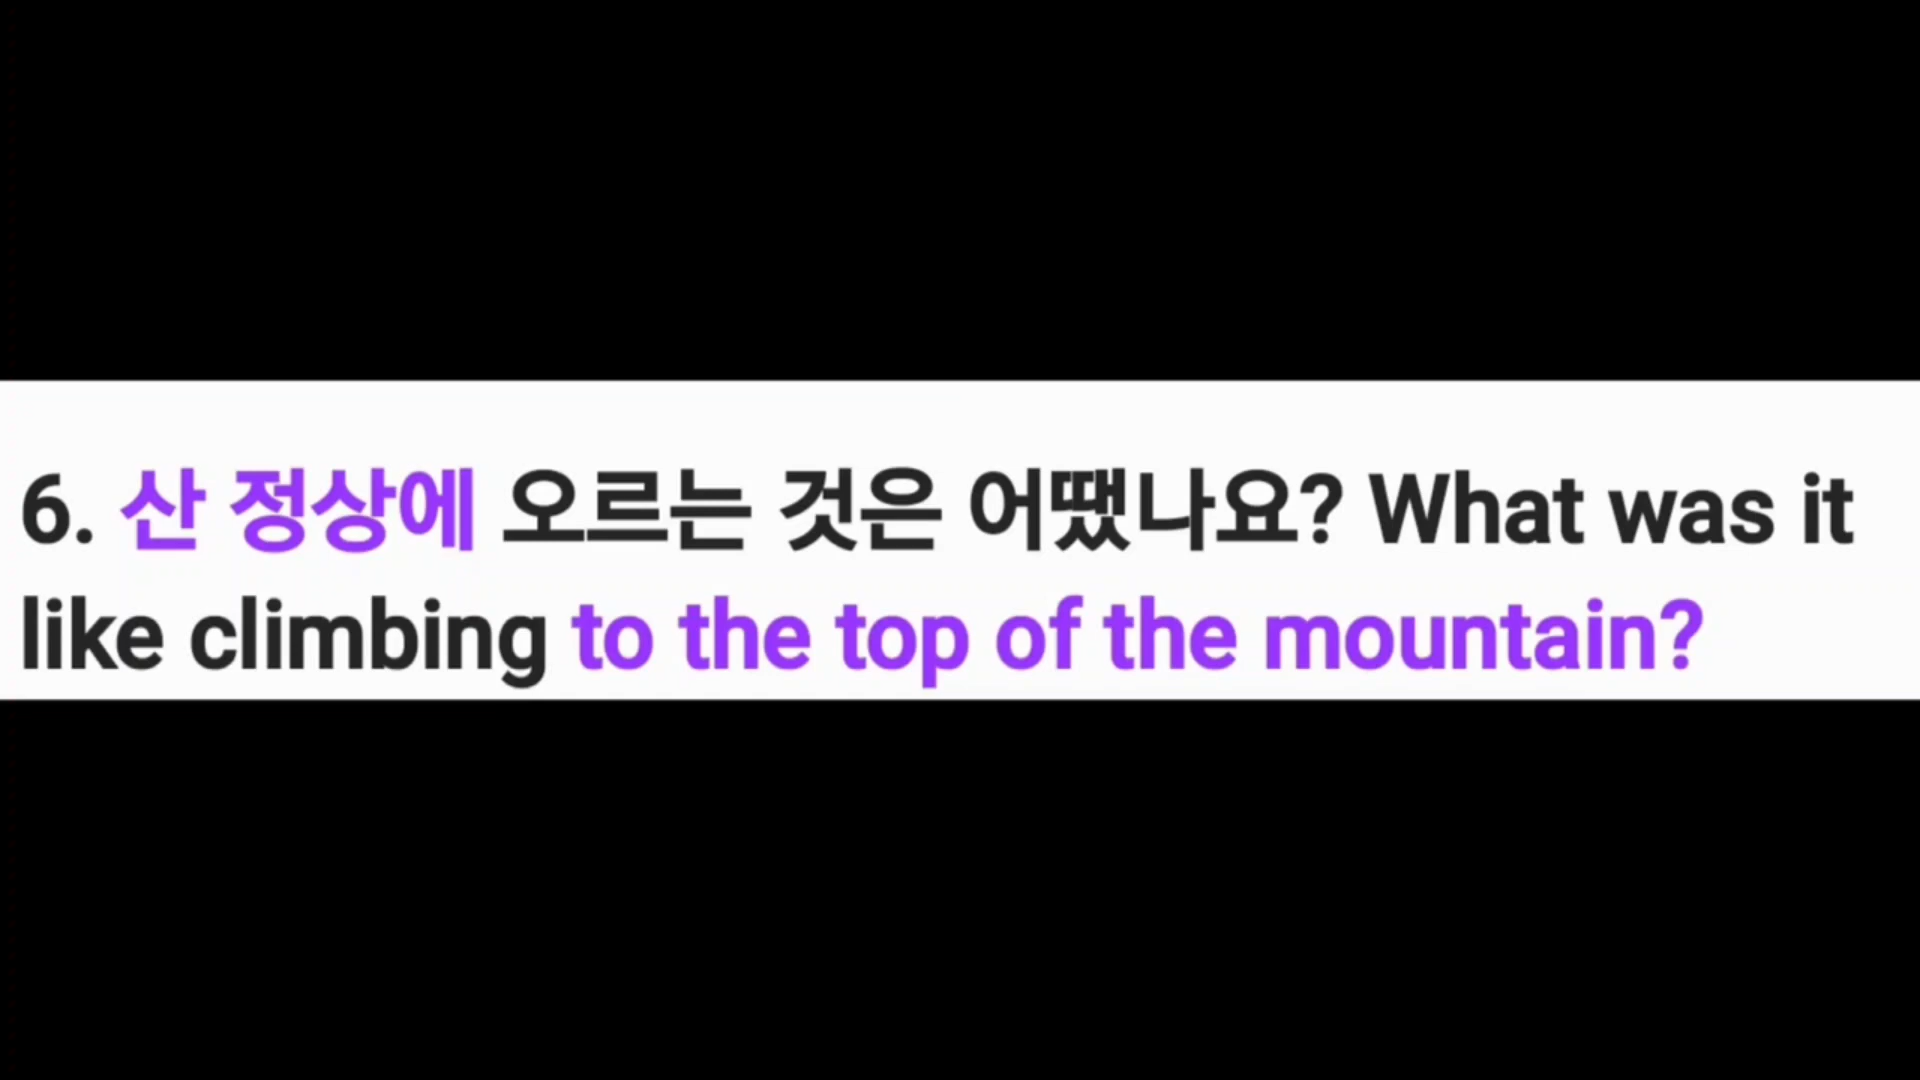 6. 산 정상에 오르는 것은 어땠나요? What was it
like climbing to the top of the mountain?